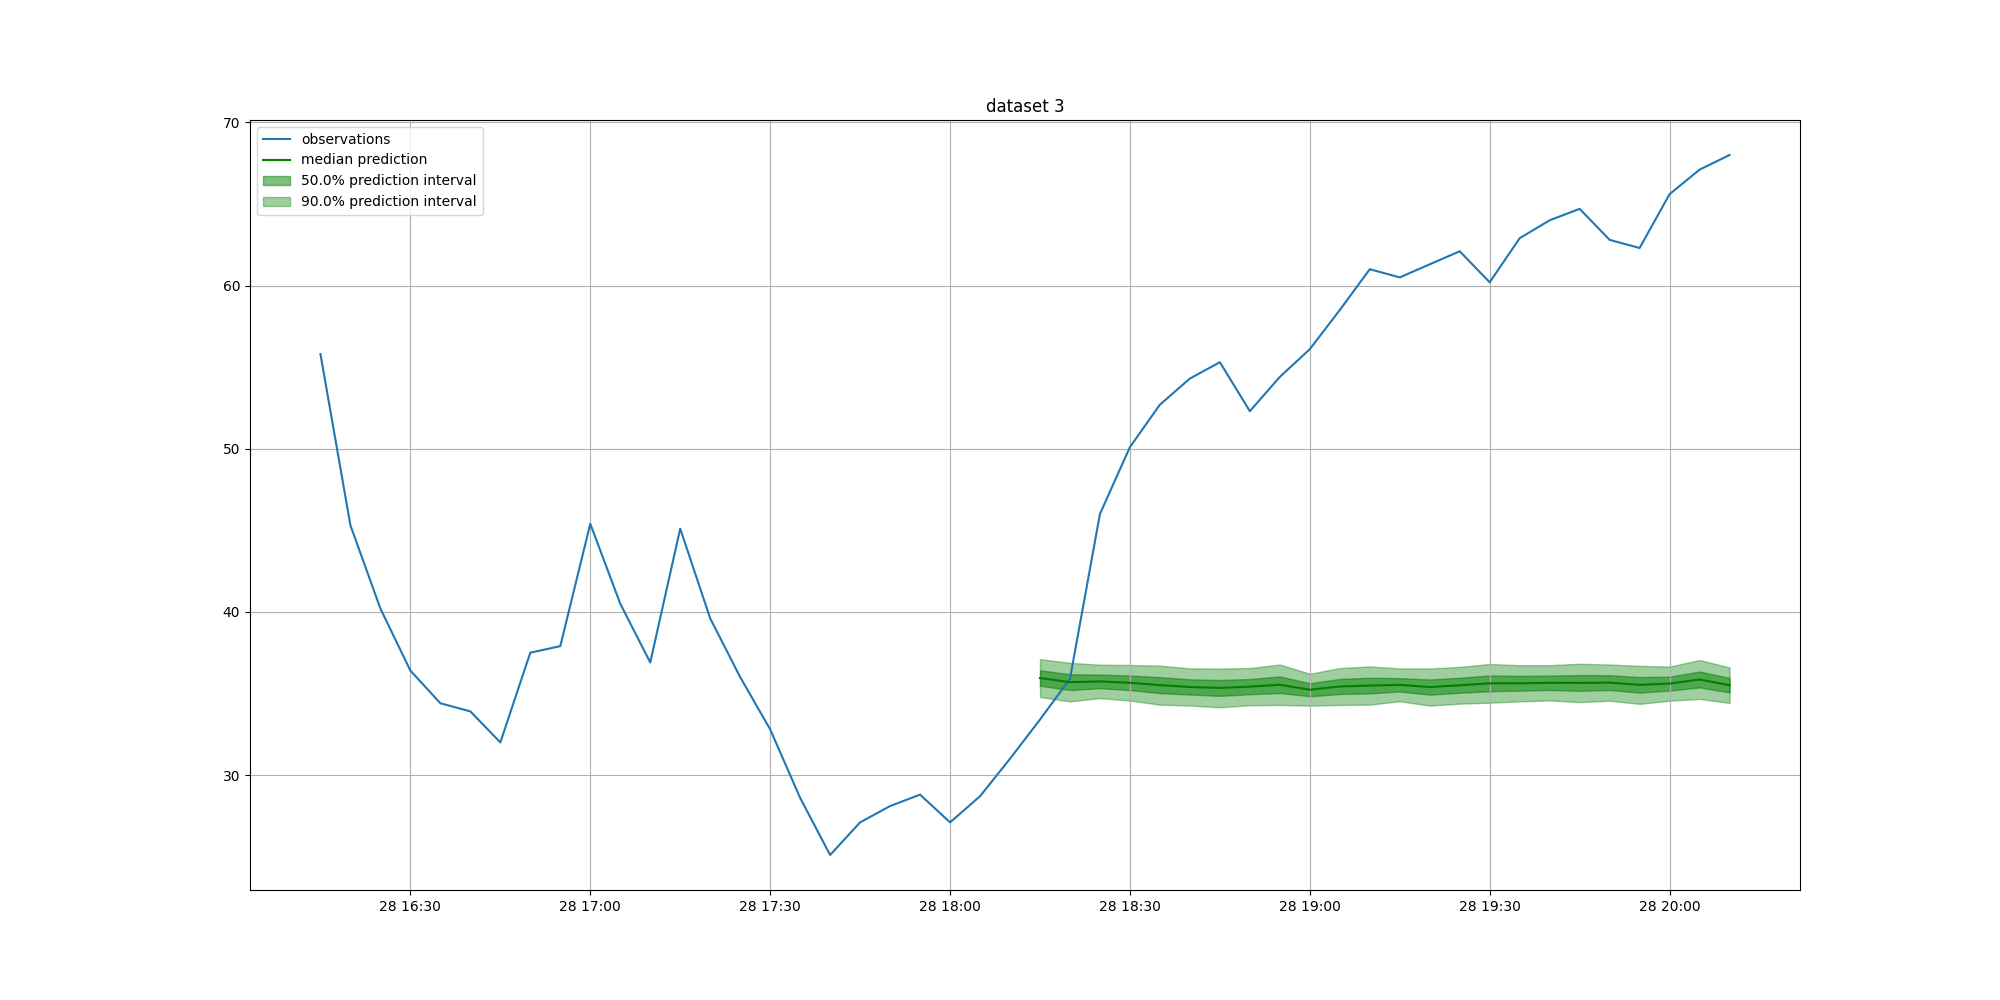 dataset 3
observations
median prediction
50.0% prediction interval
90.0% prediction interval
70
60
50
40
30
28 16:30
28 17:00
28 17:30
28 18:00
28 18:30
28 19:00
28 19:30
28 20:00